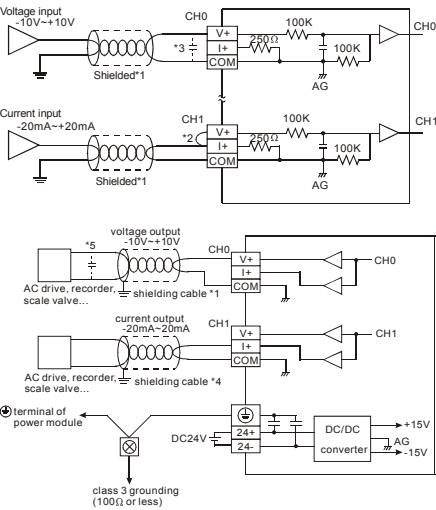 Voltage input
-10V~+10V
CH0
V+
I+
COM
*3
Shielded*1
250Ω
100K
100K
AG
CH0
Current input
-20mA~+20mA
CH1
V+
I+
COM
*2
Shielded*1
250Ω
100K
100K
AG
CH1
voltage output
-10V~+10V
*5
CH0
V+
I+
COM
CH0
AC drive, recorder,
scale valve...
shielding cable *1
current output
-20mA~20mA
CH1
V+
I+
COM
CH1
AC drive, recorder,
scale valve...
shielding cable *4
terminal of
power module
DC24V
24+
24-
DC/DC
converter
+15V
AG
-15V
class 3 grounding
(100Ω or less)